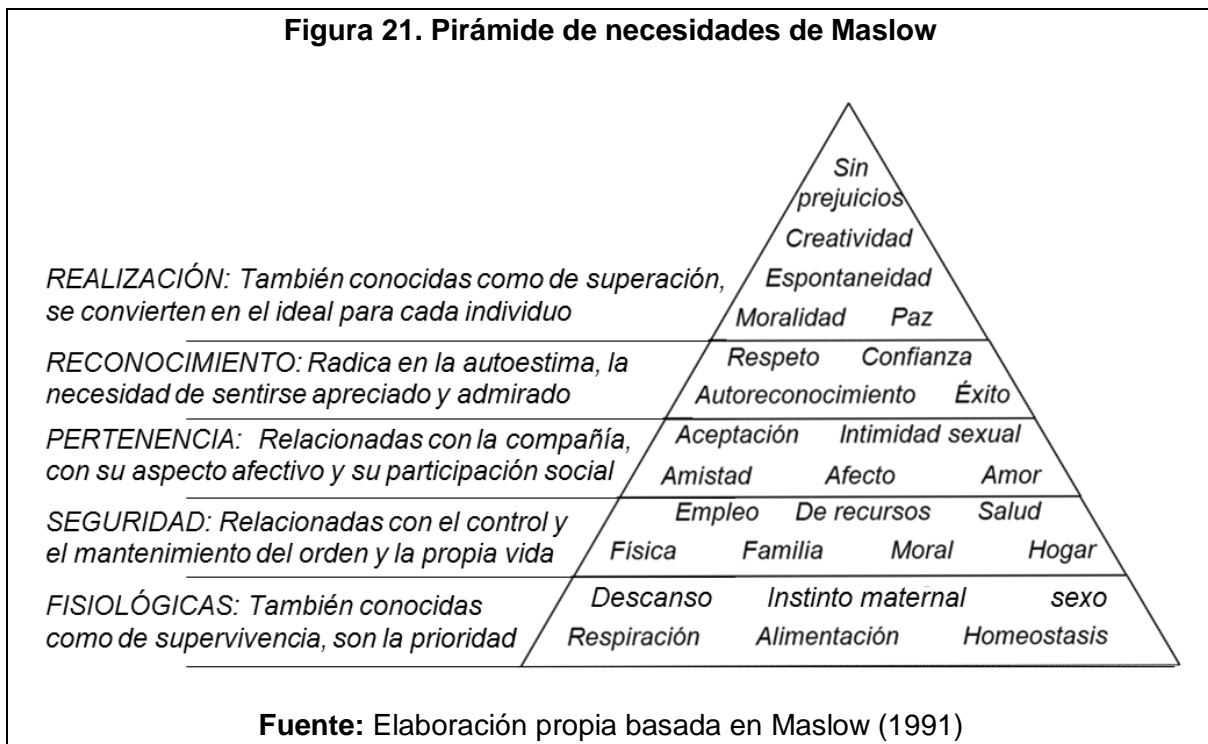 Figura 21. Pirámide de necesidades de Maslow
Sin
prejuicios
Creatividad
REALIZACIÓN: También conocidas como de superación,
se convierten en el ideal para cada individuo
Espontaneidad
Moralidad Paz
RECONOCIMIENTO: Radica en la autoestima, la
necesidad de sentirse apreciado y admirado
Respeto Confianza
Autoreconocimiento Éxito
PERTENENCIA: Relacionadas con la compañía,
con su aspecto afectivo y su participación social
Aceptación Intimidad sexual
Amistad Afecto Amor
SEGURIDAD: Relacionadas con el control y
el mantenimiento del orden y la propia vida
Empleo De recursos Salud
Física Familia Moral Hogar
FISIOLÓGICAS: También conocidas
como de supervivencia, son la prioridad
Descanso Instinto maternal sexo
Respiración Alimentación Homeostasis
Fuente: Elaboración propia basada en Maslow (1991)